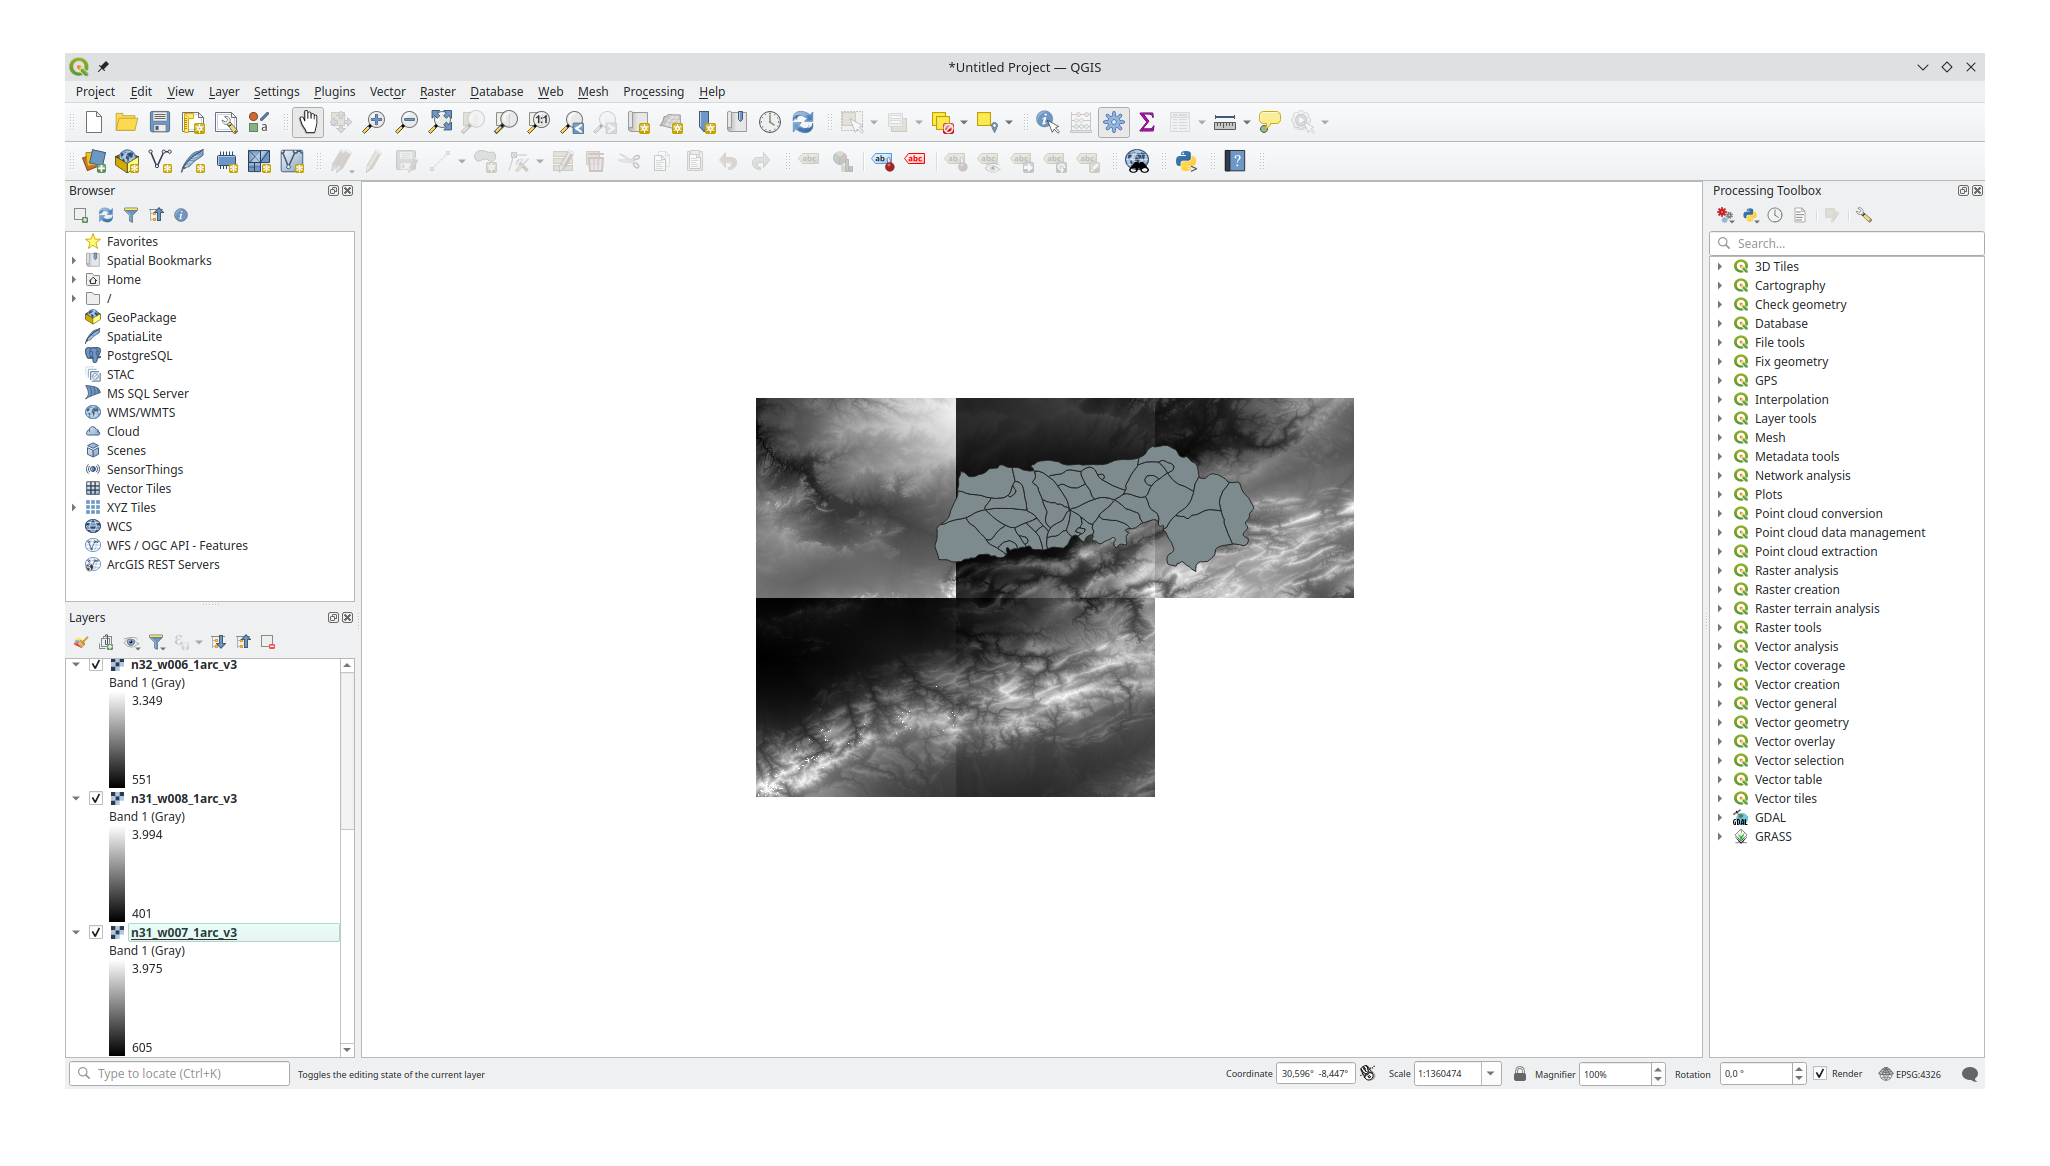 *Untitled Project — QGIS
Project Edit View Layer Settings Plugins Vector Raster Database Web Mesh Processing Help
Browser
Favorites
Spatial Bookmarks
Home
/
GeoPackage
SpatiaLite
PostgreSQL
STAC
MS SQL Server
WMS/WMTS
Cloud
Scenes
SensorThings
Vector Tiles
XYZ Tiles
WCS
WFS / OGC API - Features
ArcGIS REST Servers
Layers
n32_w006_1arc_v3
Band 1 (Gray)
3.349
551
n31_w008_1arc_v3
Band 1 (Gray)
3.994
401
n31_w007_1arc_v3
Band 1 (Gray)
3.975
605
Processing Toolbox
Search...
3D Tiles
Cartography
Check geometry
Database
File tools
Fix geometry
GPS
Interpolation
Layer tools
Mesh
Metadata tools
Network analysis
Plots
Point cloud conversion
Point cloud data management
Point cloud extraction
Raster analysis
Raster creation
Raster terrain analysis
Raster tools
Vector analysis
Vector coverage
Vector creation
Vector general
Vector geometry
Vector overlay
Vector selection
Vector table
Vector tiles
GDAL
GRASS
Type to locate (Ctrl+K) Toggles the editing state of the current layer Coordinate 30,596° -8,447° Scale 1:1360474 Magnifier 100% Rotation 0,0 ° Render EPSG:4326